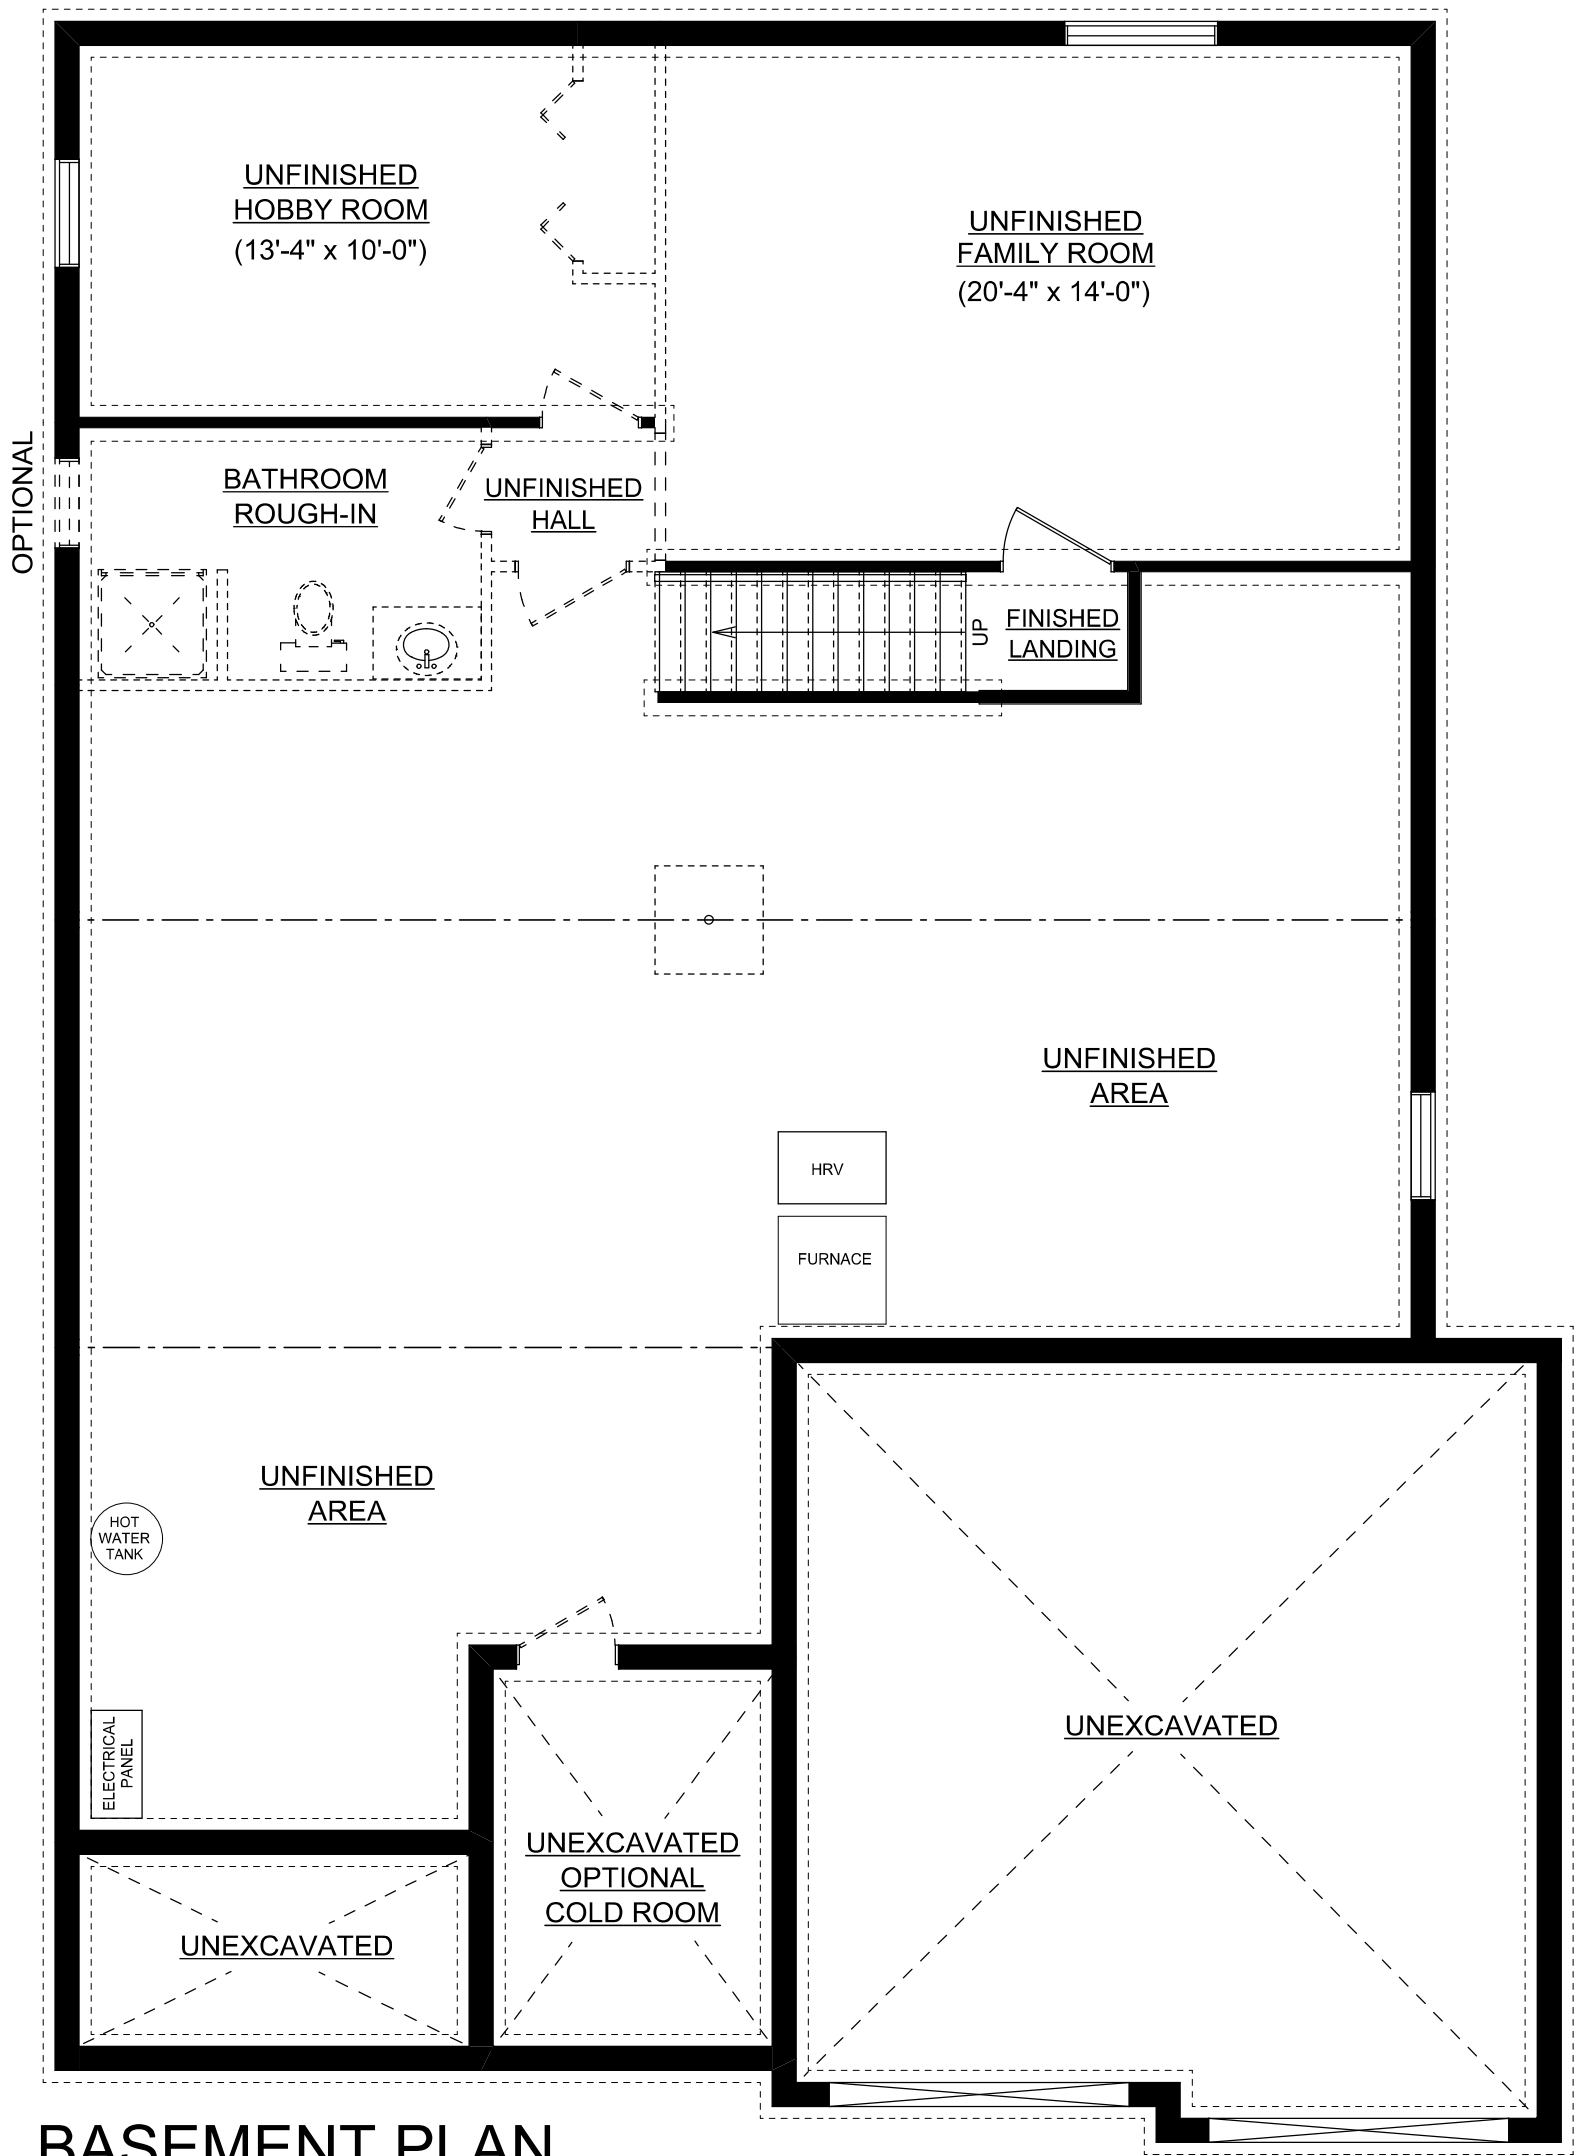 UNFINISHED
HOBBY ROOM
(13'-4" x 10'-0")
UNFINISHED
FAMILY ROOM
(20'-4" x 14'-0")
OPTIONAL
BATHROOM
ROUGH-IN
UNFINISHED
HALL
UP
FINISHED
LANDING
UNFINISHED
AREA
HRV
FURNACE
UNFINISHED
AREA
HOT
WATER
TANK
ELECTRICAL
PANEL
UNEXCAVATED
UNEXCAVATED
OPTIONAL
COLD ROOM
UNEXCAVATED
BASEMENT PLAN